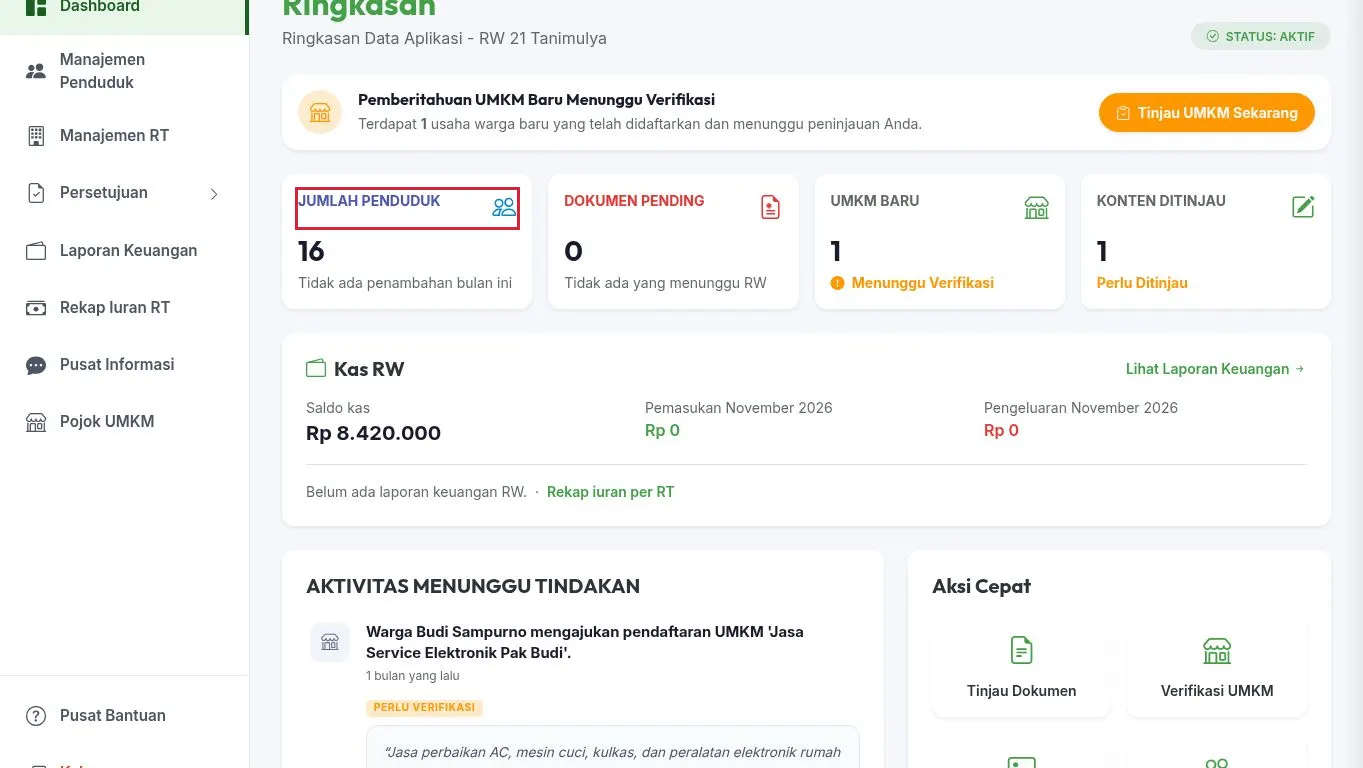 Dashboard
Ringkasan
Ringkasan Data Aplikasi - RW 21 Tanimulya
STATUS: AKTIF
Manajemen
Penduduk
Manajemen RT
Persetujuan
Laporan Keuangan
Rekap Iuran RT
Pusat Informasi
Pojok UMKM
Pusat Bantuan
Pemberitahuan UMKM Baru Menunggu Verifikasi
Terdapat 1 usaha warga baru yang telah didaftarkan dan menunggu peninjauan Anda.
Tinjau UMKM Sekarang
JUMLAH PENDUDUK
16
Tidak ada penambahan bulan ini
DOKUMEN PENDING
0
Tidak ada yang menunggu RW
UMKM BARU
1
Menunggu Verifikasi
KONTEN DITINJAU
1
Perlu Ditinjau
Kas RW
Lihat Laporan Keuangan →
Saldo kas
Rp 8.420.000
Pemasukan November 2026
Rp 0
Pengeluaran November 2026
Rp 0
Belum ada laporan keuangan RW. · Rekap iuran per RT
AKTIVITAS MENUNGGU TINDAKAN
Warga Budi Sampurno mengajukan pendaftaran UMKM 'Jasa
Service Elektronik Pak Budi'.
1 bulan yang lalu
PERLU VERIFIKASI
“Jasa perbaikan AC, mesin cuci, kulkas, dan peralatan elektronik rumah
Aksi Cepat
Tinjau Dokumen
Verifikasi UMKM